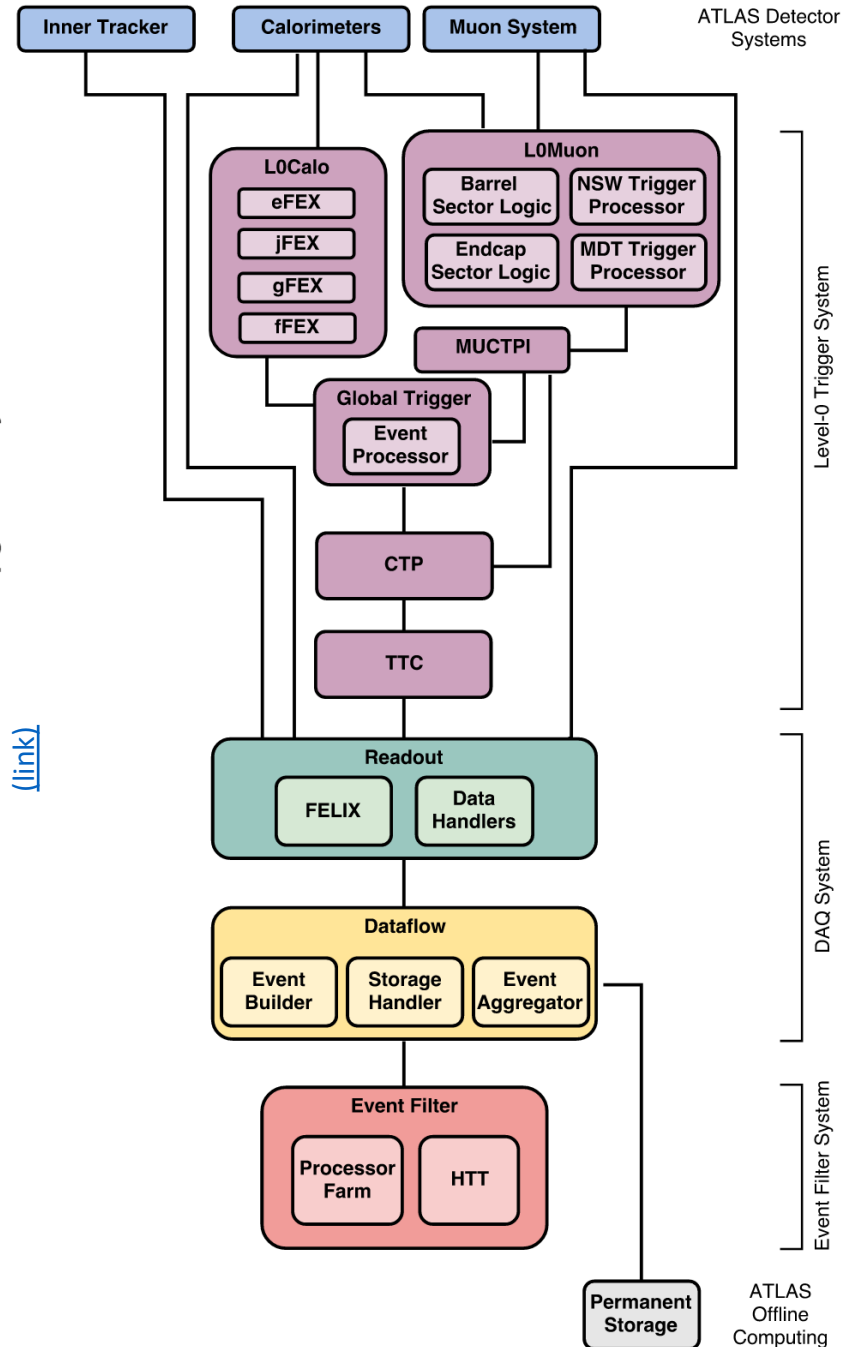 Inner Tracker
Calorimeters
Muon System
ATLAS Detector
Systems
L0Calo
eFEX
jFEX
gFEX
fFEX
L0Muon
Barrel
Sector Logic
NSW Trigger
Processor
Endcap
Sector Logic
MDT Trigger
Processor
MUCTPI
Global Trigger
Event
Processor
CTP
TTC
Level-0 Trigger System
(link)
Readout
FELIX
Data
Handlers
Dataflow
Event
Builder
Storage
Handler
Event
Aggregator
DAQ System
Event Filter
Processor
Farm
HTT
Event Filter System
Permanent
Storage
ATLAS
Offline
Computing